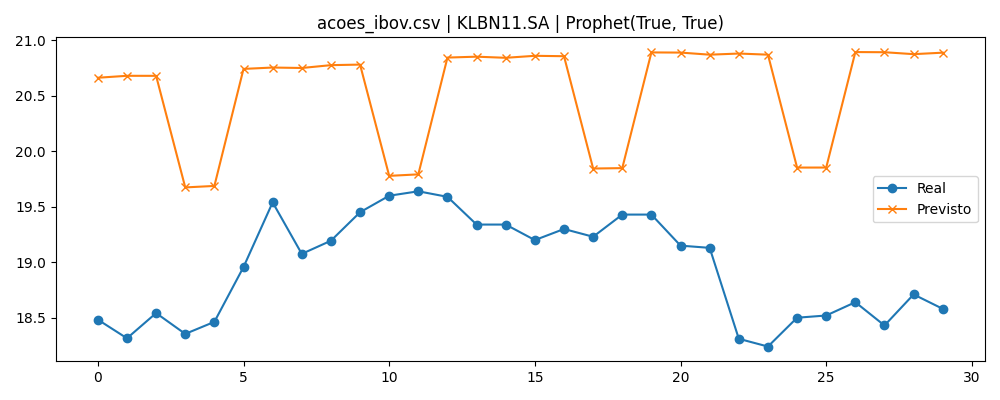 acoes_ibov.csv | KLBN11.SA | Prophet(True, True)
21.0
20.5
20.0
19.5
19.0
18.5
Real
Previsto
0 5 10 15 20 25 30